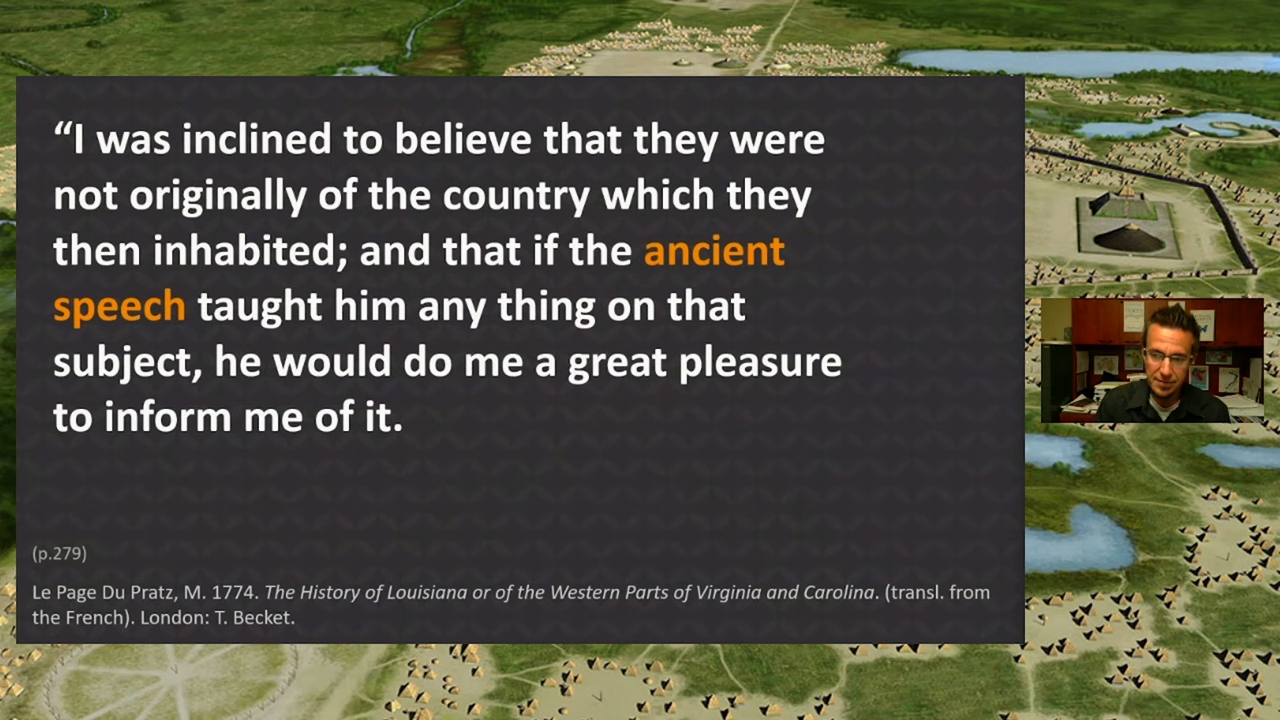 “I was inclined to believe that they were
not originally of the country which they
then inhabited; and that if the ancient
speech taught him any thing on that
subject, he would do me a great pleasure
to inform me of it.
(p.279)
Le Page Du Pratz, M. 1774. The History of Louisiana or of the Western Parts of Virginia and Carolina. (transl. from
the French). London: T. Becket.